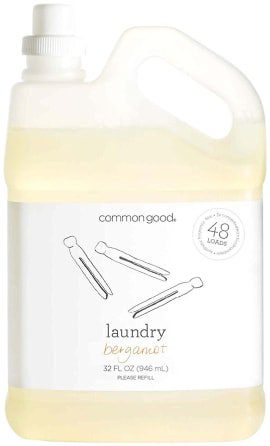 common good®
48
LOADS
laundry
bergamot
32 FL OZ (946 mL)
PLEASE REFILL